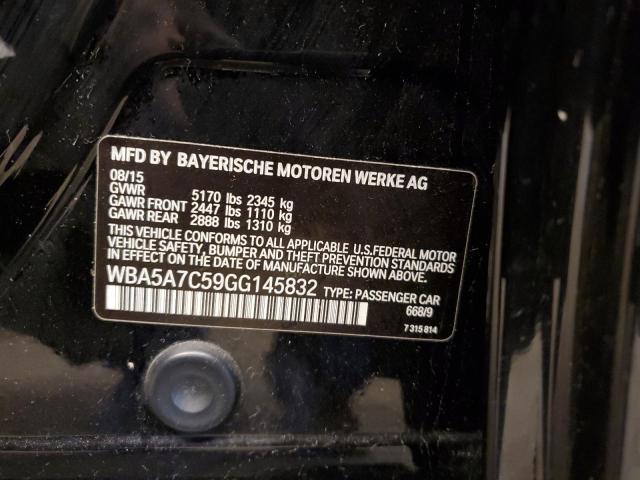 MFD BY BAYERISCHE MOTOREN WERKE AG
08/15
GVWR 5170 lbs 2345 kg
GAWR FRONT 2447 lbs 1110 kg
GAWR REAR 2888 lbs 1310 kg
THIS VEHICLE CONFORMS TO ALL APPLICABLE U.S.FEDERAL MOTOR
VEHICLE SAFETY, BUMPER AND THEFT PREVENTION STANDARDS
IN EFFECT ON THE DATE OF MANUFACTURE SHOWN ABOVE.
WBA5A7C59GG145832
TYPE: PASSENGER CAR
668/9
7 315 814